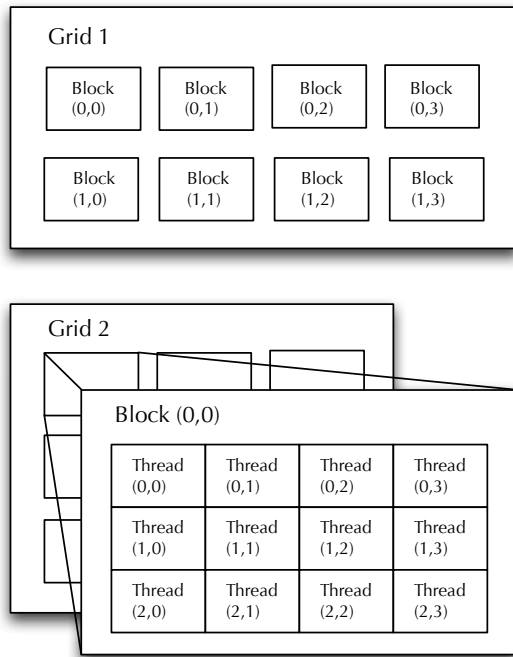 Grid 1
Block Block Block Block
(0,0) (0,1) (0,2) (0,3)
Block Block Block Block
(1,0) (1,1) (1,2) (1,3)
Grid 2
Block (0,0)
Thread Thread Thread Thread
(0,0) (0,1) (0,2) (0,3)
Thread Thread Thread Thread
(1,0) (1,1) (1,2) (1,3)
Thread Thread Thread Thread
(2,0) (2,1) (2,2) (2,3)